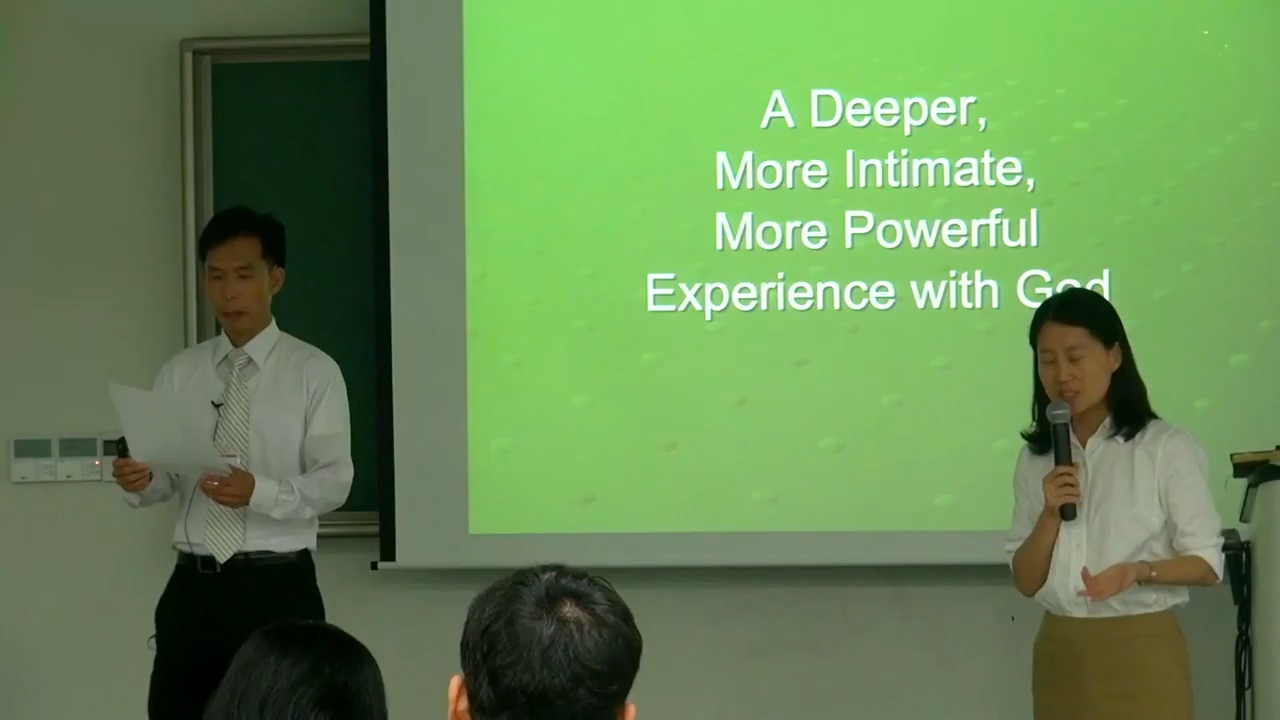 A Deeper,
More Intimate,
More Powerful
Experience with God